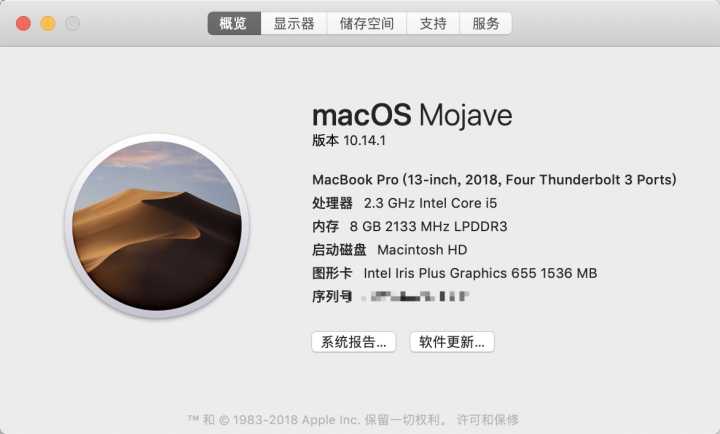 概览 显示器 储存空间 支持 服务
macOS Mojave
版本 10.14.1
MacBook Pro (13-inch, 2018, Four Thunderbolt 3 Ports)
处理器 2.3 GHz Intel Core i5
内存 8 GB 2133 MHz LPDDR3
启动磁盘 Macintosh HD
图形卡 Intel Iris Plus Graphics 655 1536 MB
序列号
系统报告... 软件更新...
™ 和 © 1983-2018 Apple Inc. 保留一切权利。 许可和保修